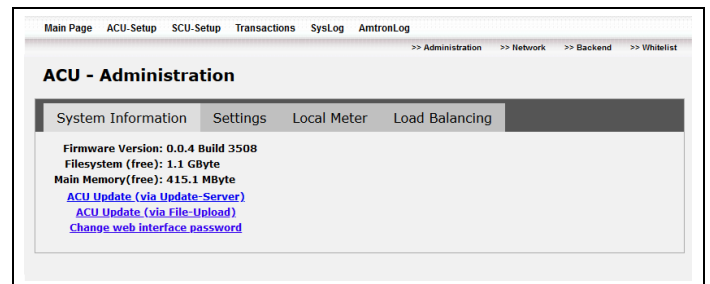 Main Page ACU-Setup SCU-Setup Transactions SysLog AmtronLog
>> Administration >> Network >> Backend >> Whitelist
ACU - Administration
System Information Settings Local Meter Load Balancing
Firmware Version: 0.0.4 Build 3508
Filesystem (free): 1.1 GByte
Main Memory(free): 415.1 MByte
ACU Update (via Update-Server)
ACU Update (via File-Upload)
Change web interface password